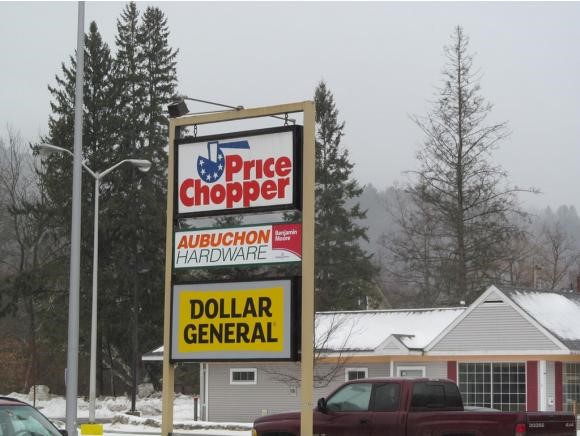 Price
Chopper
AUBUCHON
HARDWARE
Benjamin
Moore
DOLLAR
GENERAL